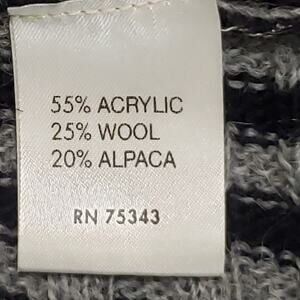 55% ACRYLIC
25% WOOL
20% ALPACA
RN 75343